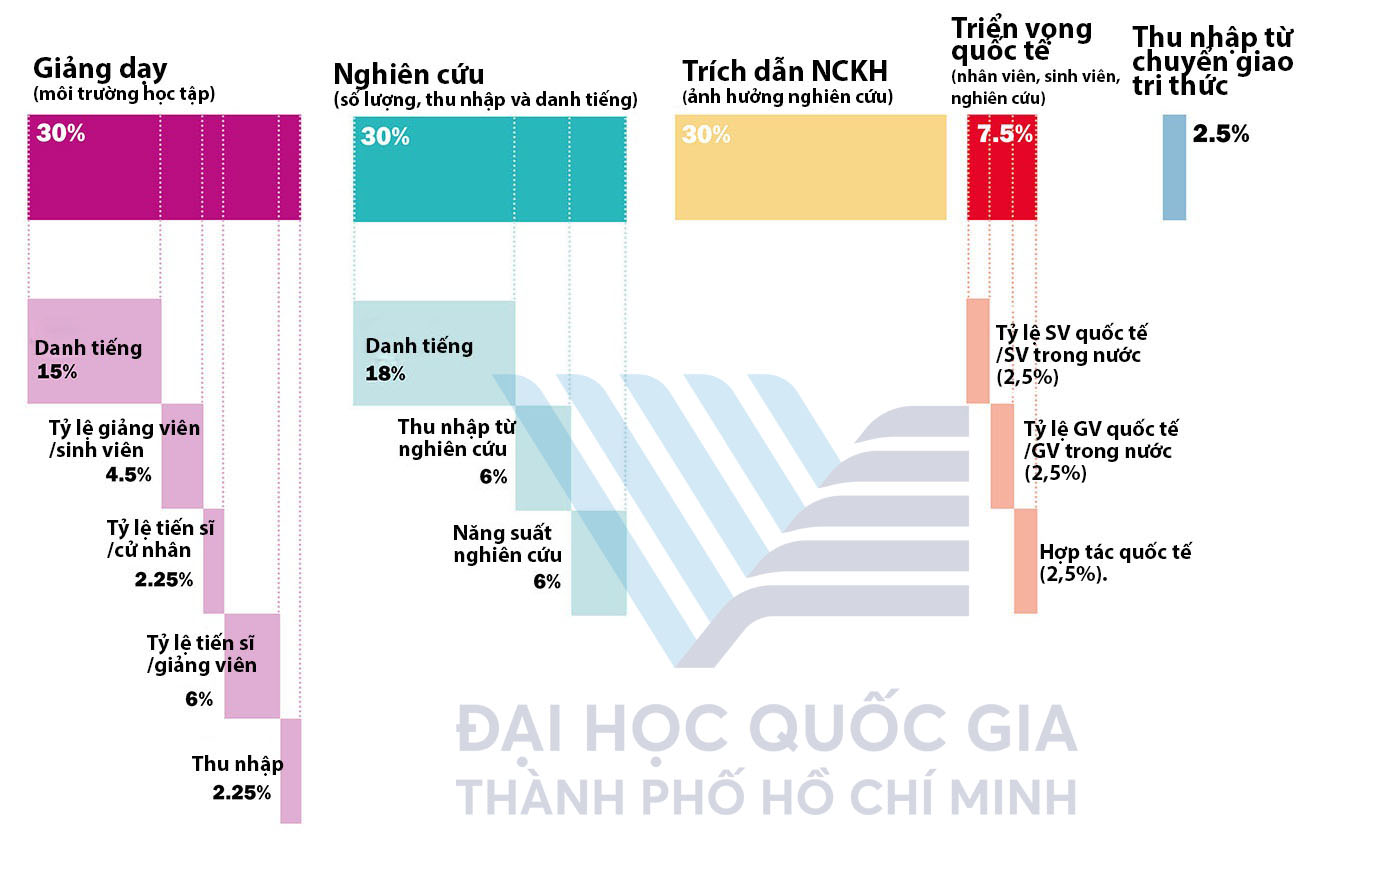 Giảng dạy
(môi trường học tập)
30%
Danh tiếng
15%
Tỷ lệ giảng viên
/sinh viên
4.5%
Tỷ lệ tiến sĩ
/cử nhân
2.25%
Tỷ lệ tiến sĩ
/giảng viên
6%
Thu nhập
2.25%
Nghiên cứu
(số lượng, thu nhập và danh tiếng)
30%
Danh tiếng
18%
Thu nhập từ
nghiên cứu
6%
Năng suất
nghiên cứu
6%
Trích dẫn NCKH
(ảnh hưởng nghiên cứu)
30%
Triển vọng
quốc tế
(nhân viên, sinh viên,
nghiên cứu)
7.5%
Tỷ lệ SV quốc tế
/SV trong nước
(2,5%)
Tỷ lệ GV quốc tế
/GV trong nước
(2,5%)
Hợp tác quốc tế
(2,5%).
Thu nhập từ
chuyển giao
tri thức
2.5%
ĐẠI HỌC QUỐC GIA
THÀNH PHỐ HỒ CHÍ MINH